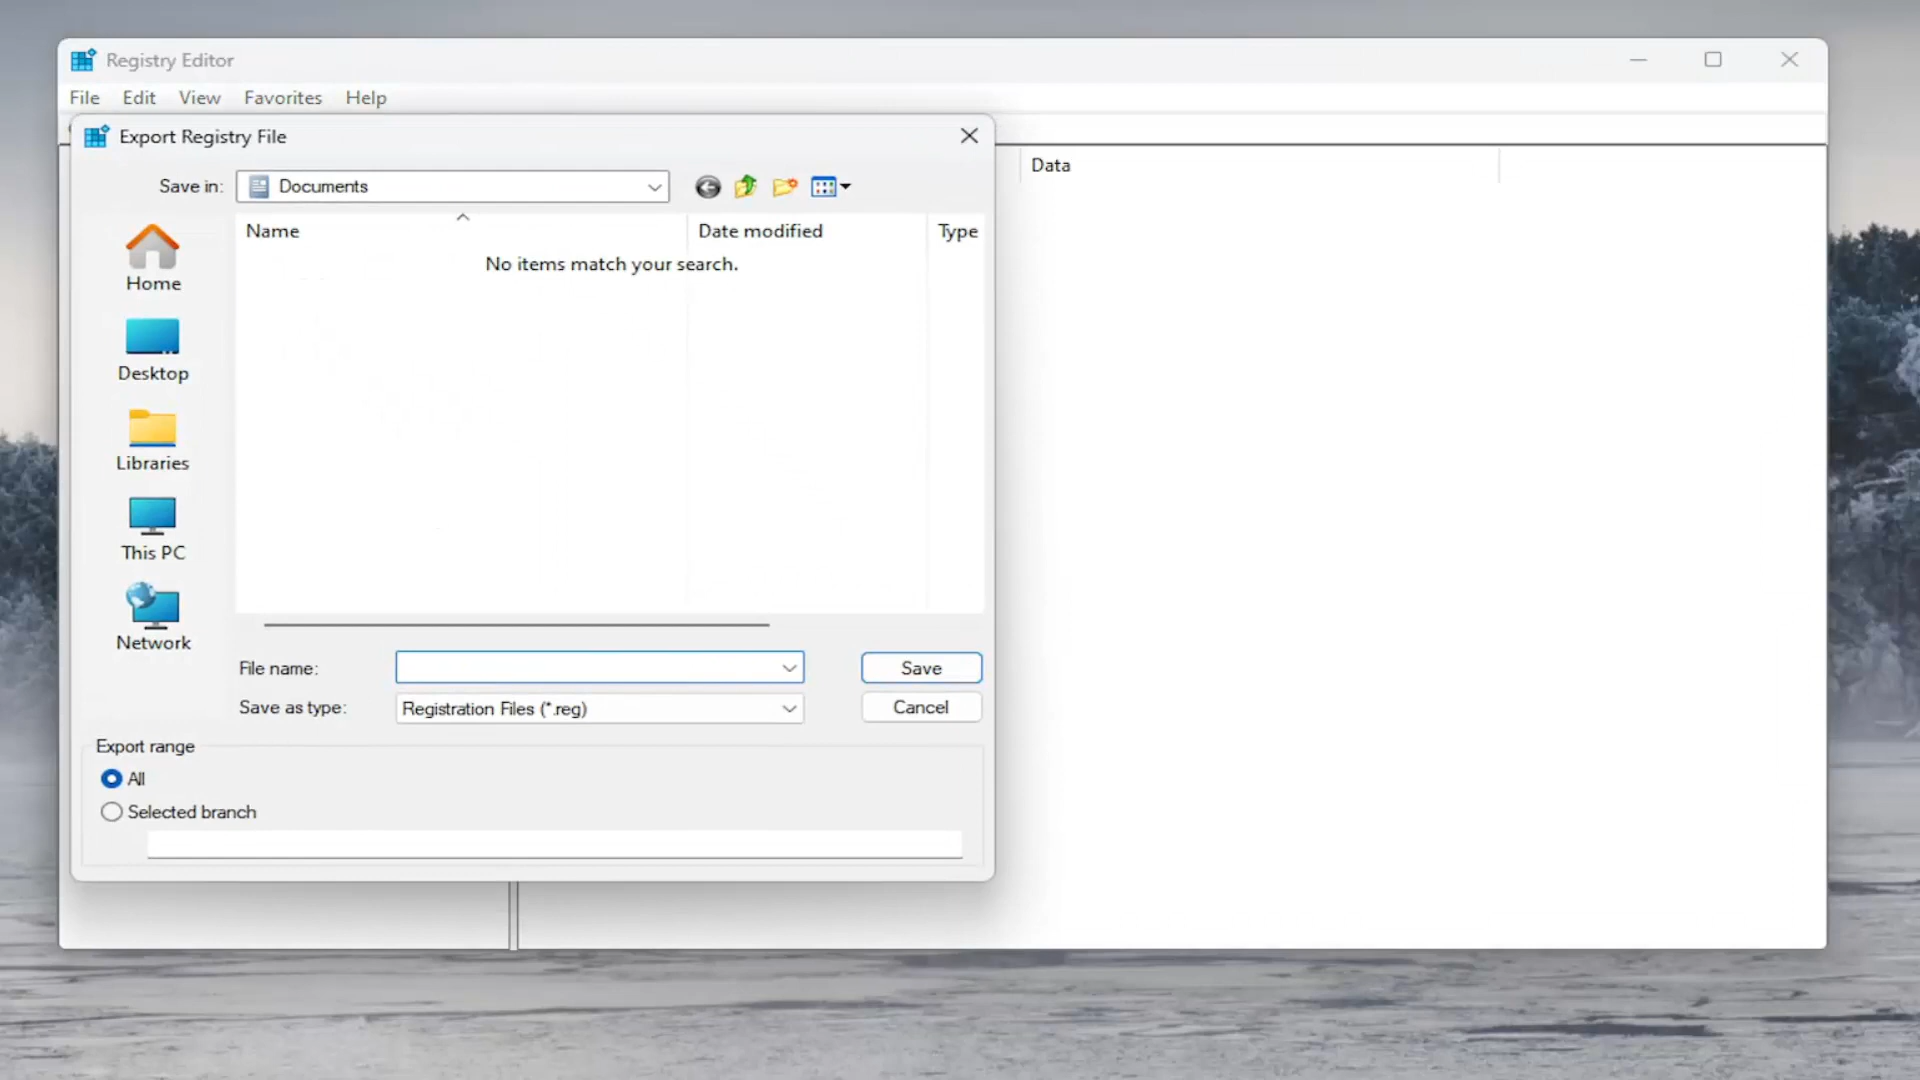 Registry Editor
File Edit View Favorites Help
Export Registry File
Save in: Documents
Data
Name Date modified Type
No items match your search.
Home
Desktop
Libraries
This PC
Network
File name: Save
Save as type: Registration Files (*.reg) Cancel
Export range
All
Selected branch